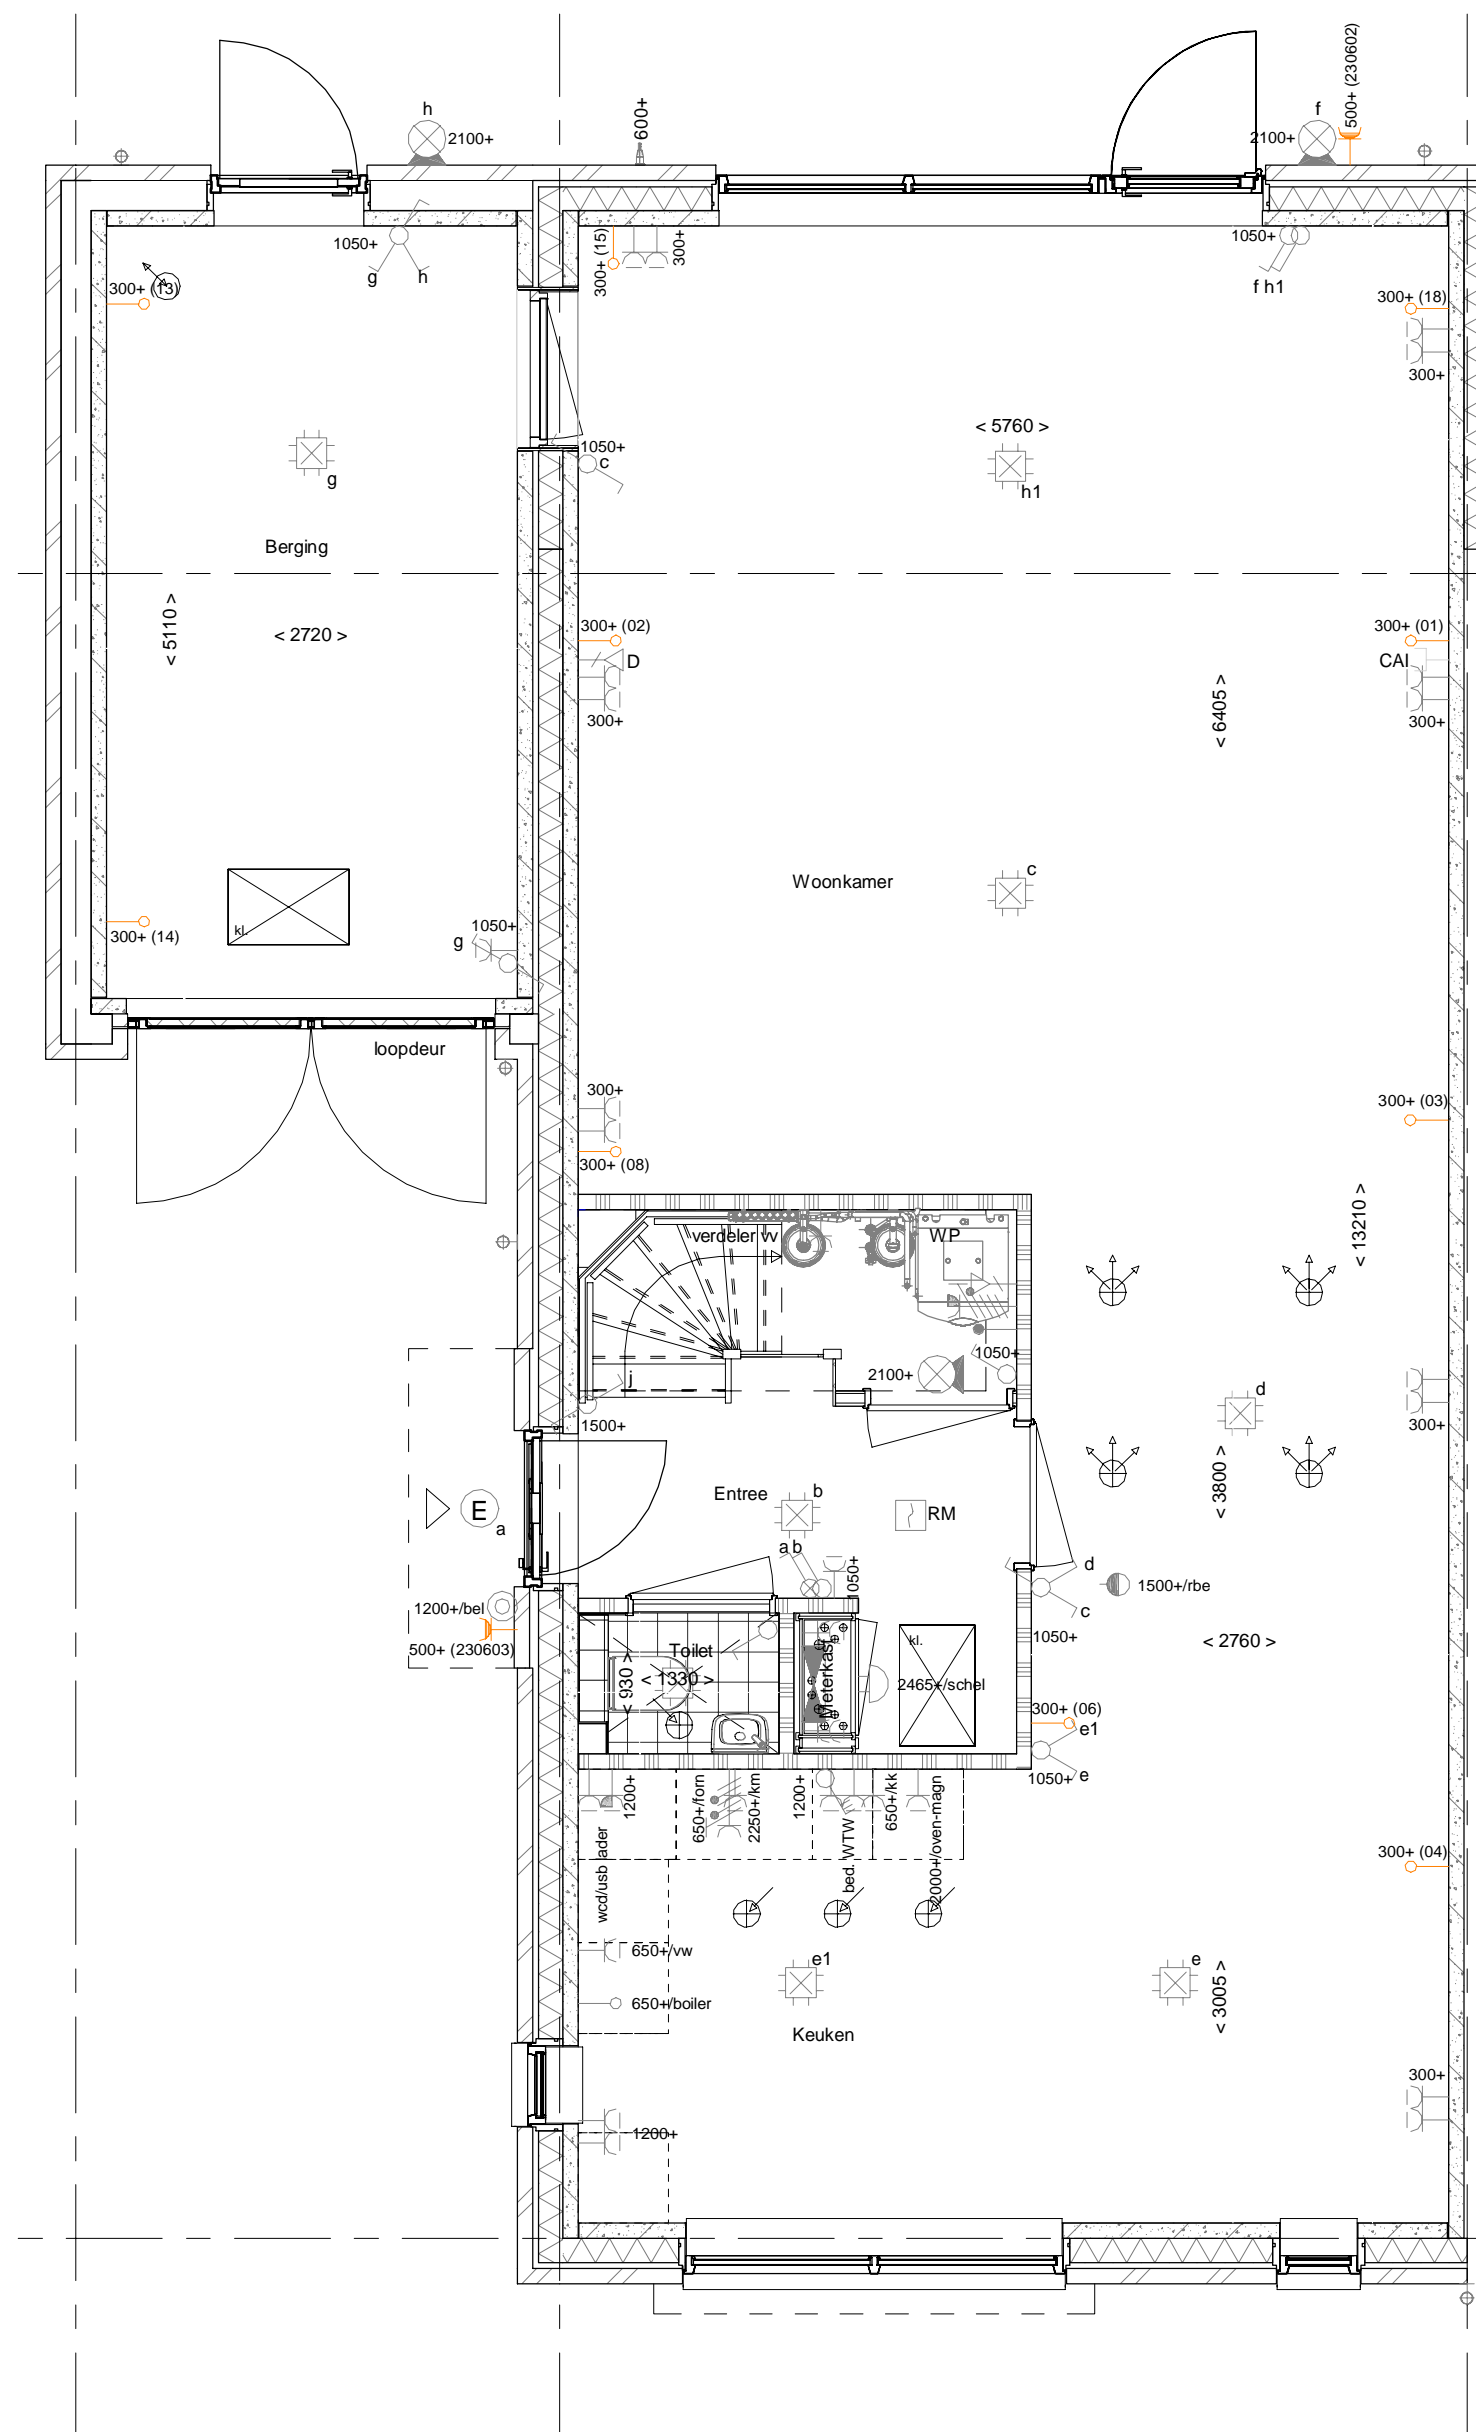 h
2100+
600+
f
2100+
500+ (230602)
1050+
g
h
300+ (13)
300+ (15)
300+
1050+
f h1
300+ (18)
300+
g
1050+
c
< 5760 >
h1
Berging
< 5110 >
< 2720 >
300+ (02)
D
300+
300+ (01)
CAI
300+
< 6405 >
Woonkamer
c
300+ (14)
kl.
g
1050+
loopdeur
300+
300+ (08)
300+ (03)
< 13210 >
verdeler vv
WP
2100+
1050+
j
1500+
d
300+
< 3800 >
E
a
Entree
b
RM
a b
1050+
d
c
1050+
1500+/rbe
1200+/bel
500+ (230603)
Toilet
< 930 >
< 1330 >
Meterkast
kl.
2465+/schel
< 2760 >
300+ (06)
e1
1050+
e
1200+
650+/forn
2250+/km
1200+
650+/kk
wcd/usb lader
bed. WTW
2000+/oven-magn
300+ (04)
650+/vw
650+/boiler
e1
e
< 3005 >
Keuken
1200+
300+